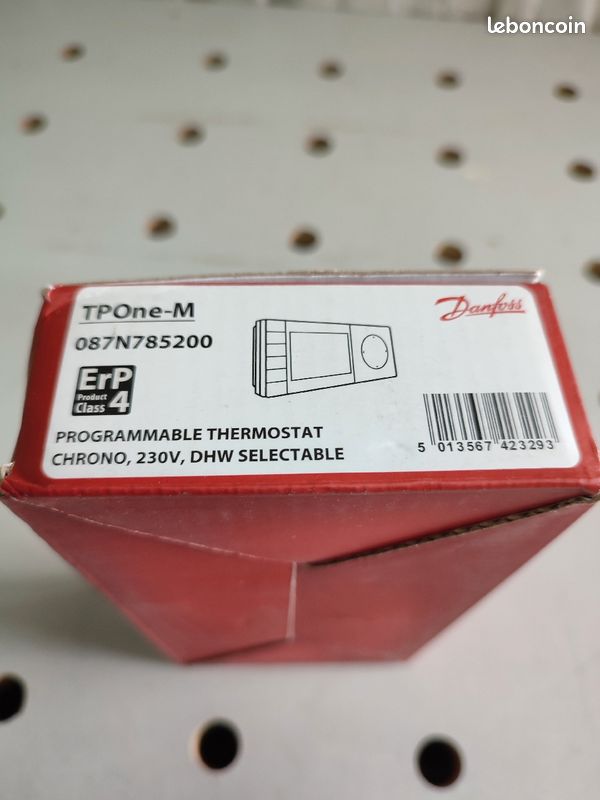 leboncoin
TPOne-M
087N785200
Danfoss
ErP
Product
Class 4
PROGRAMMABLE THERMOSTAT
CHRONO, 230V, DHW SELECTABLE
5 013567 423293